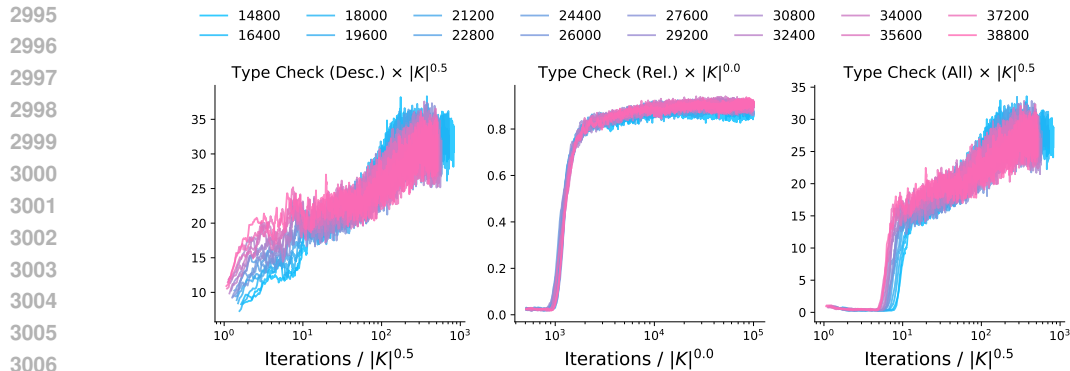 2995
2996
2997
2998
2999
3000
3001
3002
3003
3004
3005
3006
14800 18000 21200 24400 27600 30800 34000 37200
16400 19600 22800 26000 29200 32400 35600 38800
Type Check (Desc.) × |K|^0.5
35
30
25
20
15
10
10^0 10^1 10^2 10^3
Iterations / |K|^0.5
Type Check (Rel.) × |K|^0.0
0.8
0.6
0.4
0.2
0.0
10^3 10^4 10^5
Iterations / |K|^0.0
Type Check (All) × |K|^0.5
35
30
25
20
15
10
5
0
10^0 10^1 10^2 10^3
Iterations / |K|^0.5